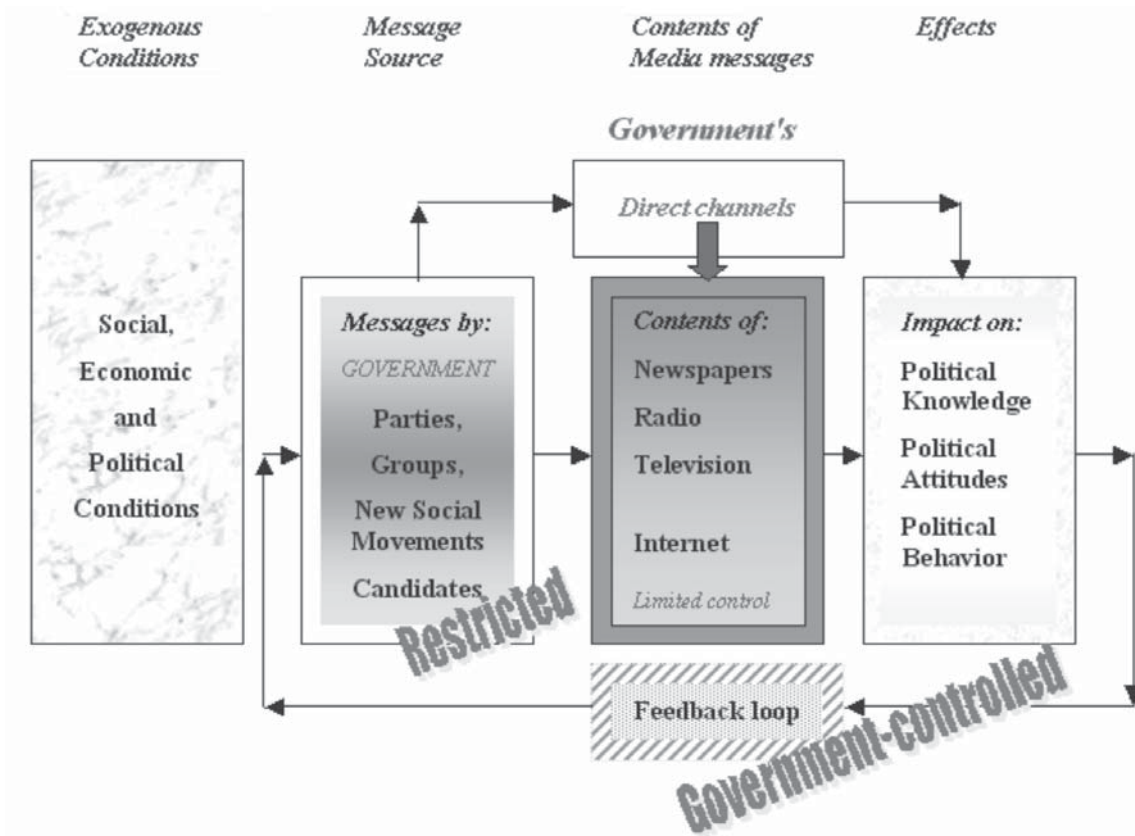 Exogenous
Conditions
Message
Source
Contents of
Media messages
Effects
Government's
Direct channels
Social,
Economic
and
Political
Conditions
Messages by:
GOVERNMENT
Parties,
Groups,
New Social
Movements
Candidates
Restricted
Contents of:
Newspapers
Radio
Television
Internet
Limited control
Impact on:
Political
Knowledge
Political
Attitudes
Political
Behavior
Feedback loop
Government-controlled